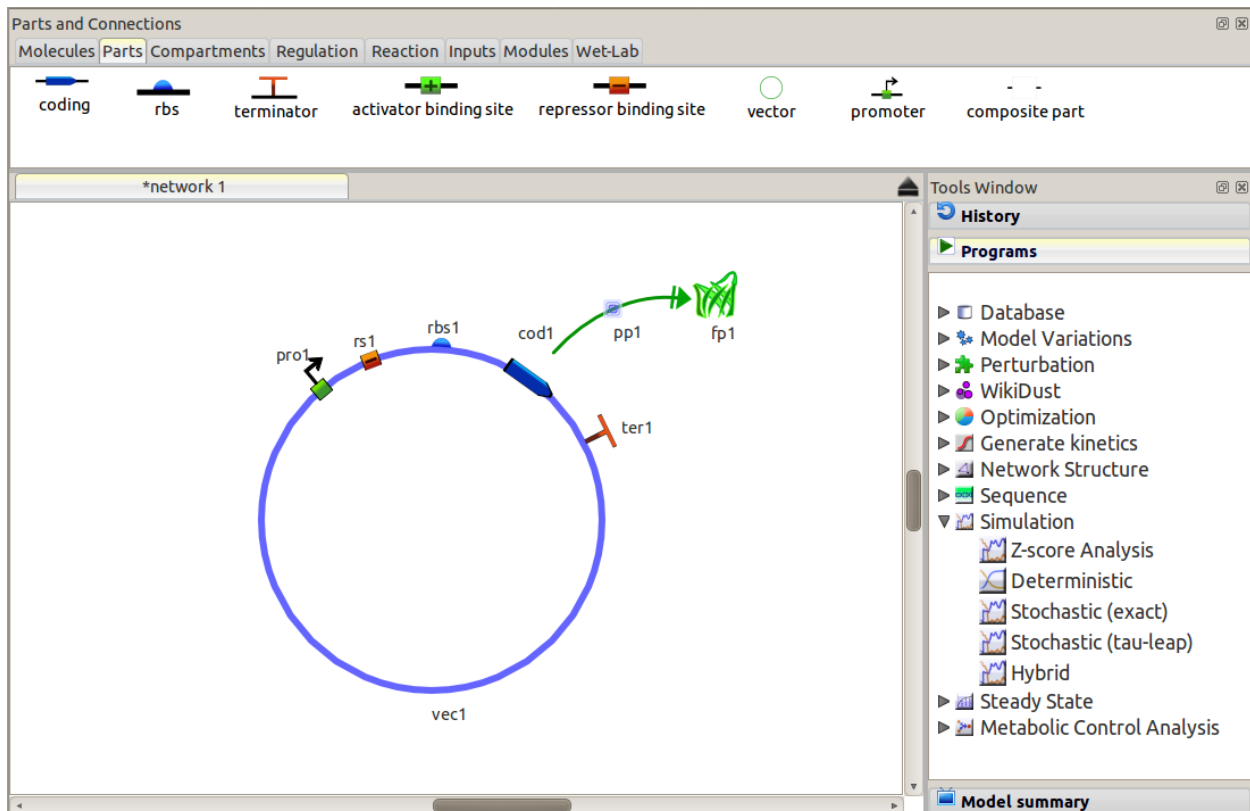 Parts and Connections
Molecules Parts Compartments Regulation Reaction Inputs Modules Wet-Lab
coding rbs terminator activator binding site repressor binding site vector promoter composite part
*network 1
Tools Window
History
Programs
Database
Model Variations
Perturbation
WikiDust
Optimization
Generate kinetics
Network Structure
Sequence
Simulation
Z-score Analysis
Deterministic
Stochastic (exact)
Stochastic (tau-leap)
Hybrid
Steady State
Metabolic Control Analysis
Model summary
pro1
rs1
rbs1
cod1
pp1
fp1
ter1
vec1